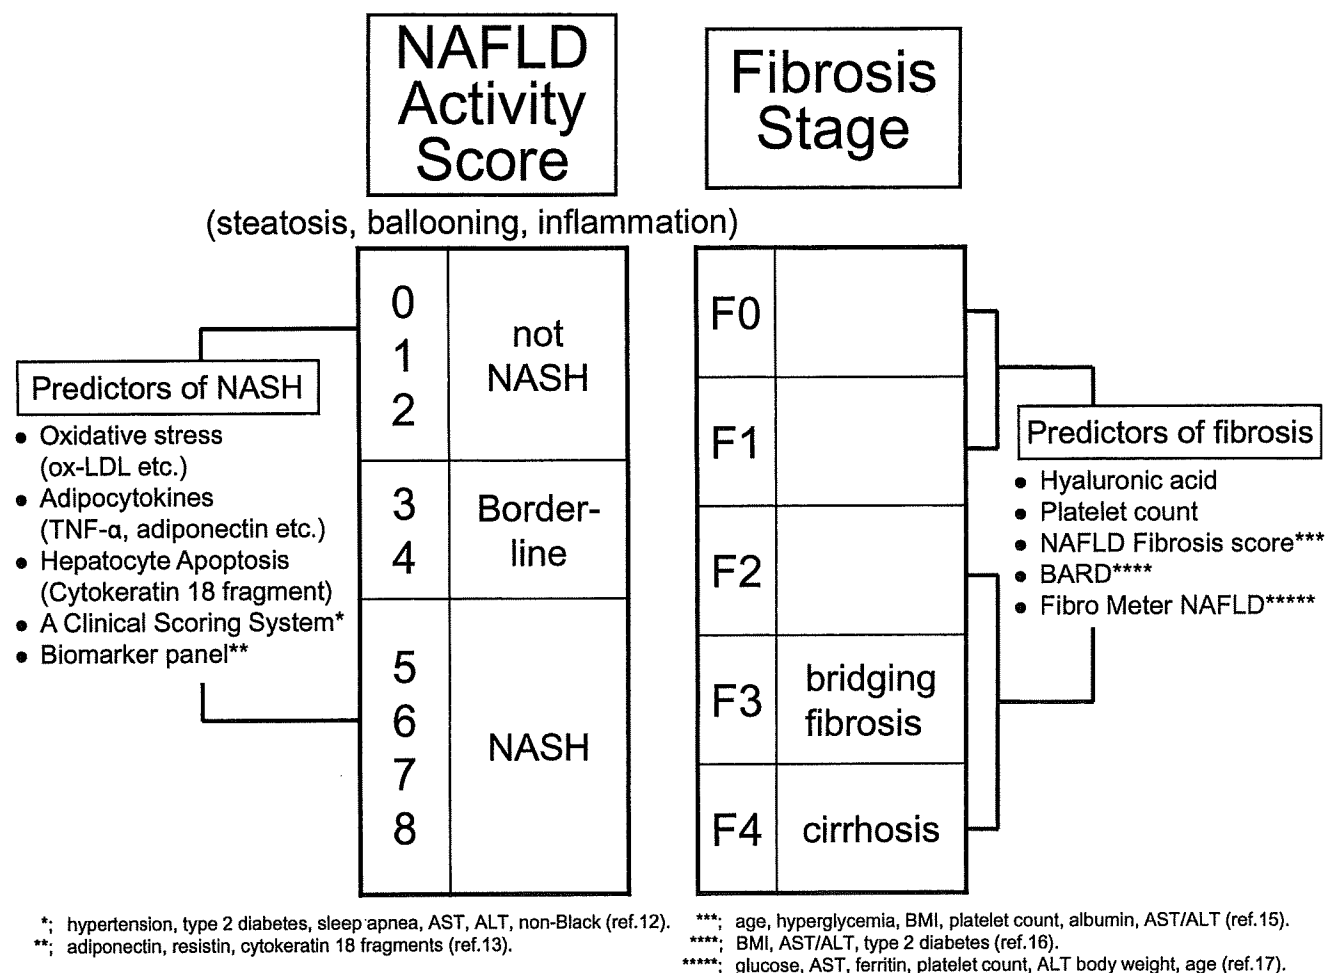 NAFLD
Activity
Score
(steatosis, ballooning, inflammation)
Predictors of NASH
● Oxidative stress
(ox-LDL etc.)
● Adipocytokines
(TNF-α, adiponectin etc.)
● Hepatocyte Apoptosis
(Cytokeratin 18 fragment)
● A Clinical Scoring System*
● Biomarker panel**
0
1
2
not
NASH
3
4
Border-
line
5
6
7
8
NASH
Fibrosis
Stage
F0
F1
F2
F3
bridging
fibrosis
F4
cirrhosis
Predictors of fibrosis
● Hyaluronic acid
● Platelet count
● NAFLD Fibrosis score***
● BARD****
● Fibro Meter NAFLD*****
*; hypertension, type 2 diabetes, sleep apnea, AST, ALT, non-Black (ref.12).
**; adiponectin, resistin, cytokeratin 18 fragments (ref.13).
***; age, hyperglycemia, BMI, platelet count, albumin, AST/ALT (ref.15).
****; BMI, AST/ALT, type 2 diabetes (ref.16).
*****; glucose, AST, ferritin, platelet count, ALT body weight, age (ref.17).